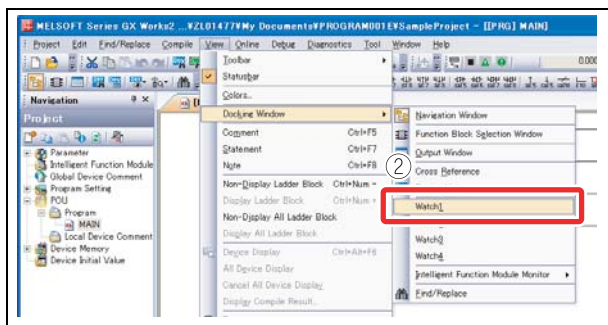 MELSOFT Series GX Works2 ...¥ZL01477¥My Documents¥PROGRAM001E¥SampleProject - [[PRG] MAIN]
Project Edit Find/Replace Compile View Online Debug Diagnostics Tool Window Help
Toolbar
Statusbar
Colors...
Docking Window
Comment Ctrl+F5
Statement Ctrl+F7
Note Ctrl+F8
Non-Display Ladder Block Ctrl+Num -
Display Ladder Block Ctrl+Num +
Non-Display All Ladder Block
Display All Ladder Block
Device Display Ctrl+Alt+F6
All Device Display
Cancel All Device Display
Display Compile Result...
Navigation Window
Function Block Selection Window
Output Window
Cross Reference
②
Watch1
Watch3
Watch4
Intelligent Function Module Monitor
Find/Replace
Navigation
Project
Parameter
Intelligent Function Module
Global Device Comment
Program Setting
POU
Program
MAIN
Local Device Comment
Device Memory
Device Initial Value